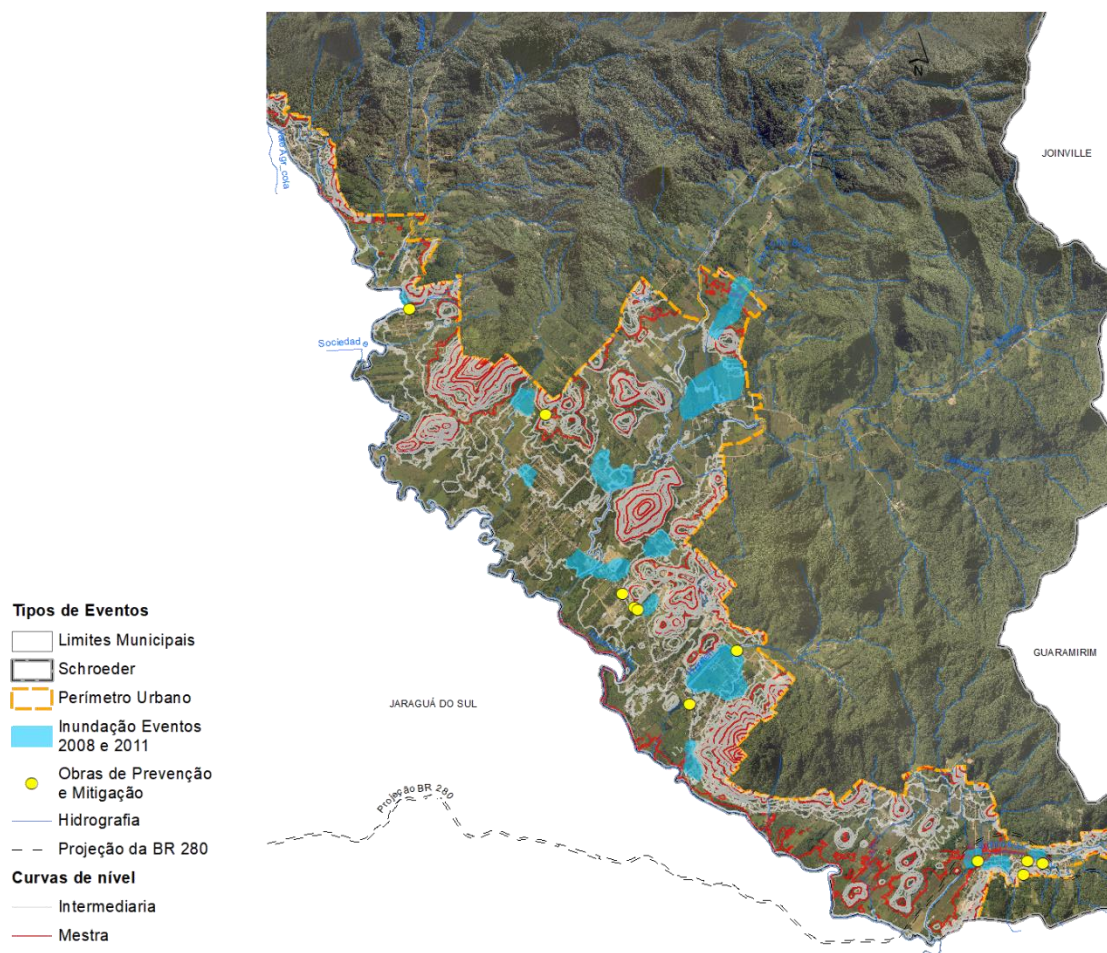 N
JOINVILLE
Sociedad e
GUARAMIRIM
JARAGUÁ DO SUL
Projeção BR 280
Tipos de Eventos
Limites Municipais
Schroeder
Perímetro Urbano
Inundação Eventos
2008 e 2011
Obras de Prevenção
e Mitigação
Hidrografia
Projeção da BR 280
Curvas de nível
Intermediaria
Mestra